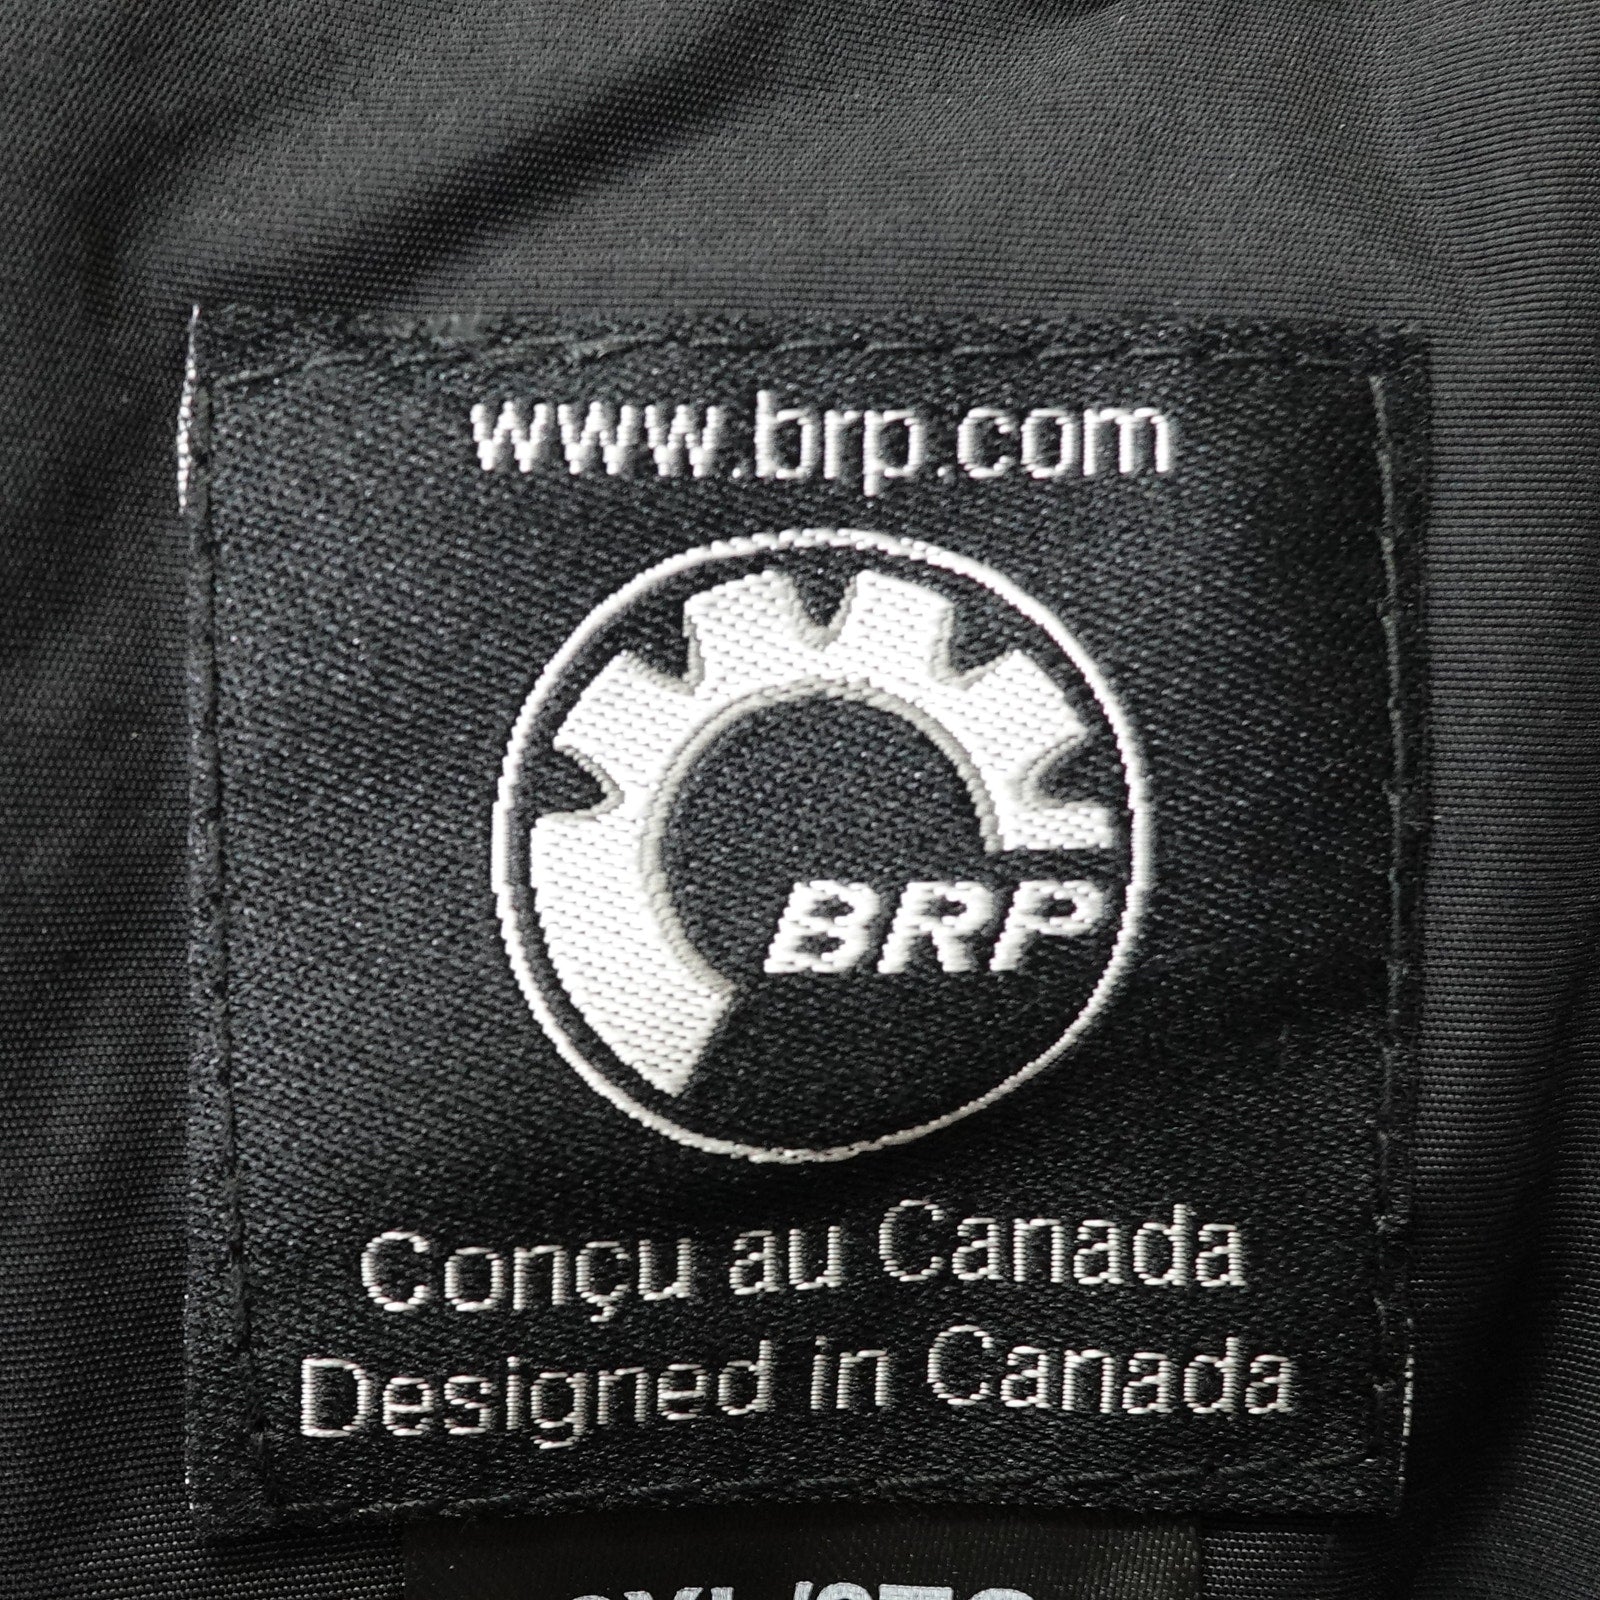 www.brp.com
BRP
Conçu au Canada
Designed in Canada